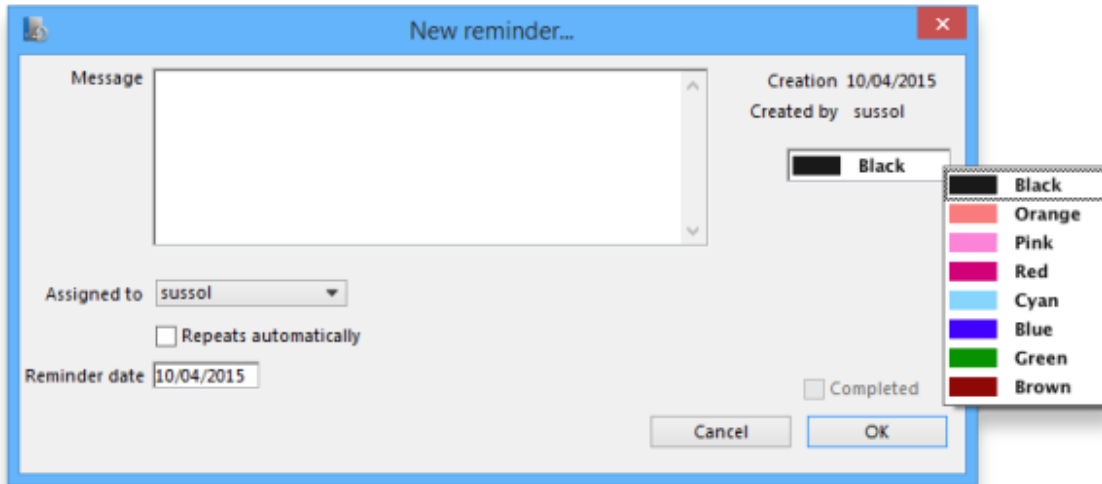 New reminder...
Message
Creation 10/04/2015
Created by sussol
Black
Black
Orange
Pink
Red
Cyan
Blue
Green
Brown
Assigned to sussol
Repeats automatically
Reminder date 10/04/2015
Completed
Cancel OK